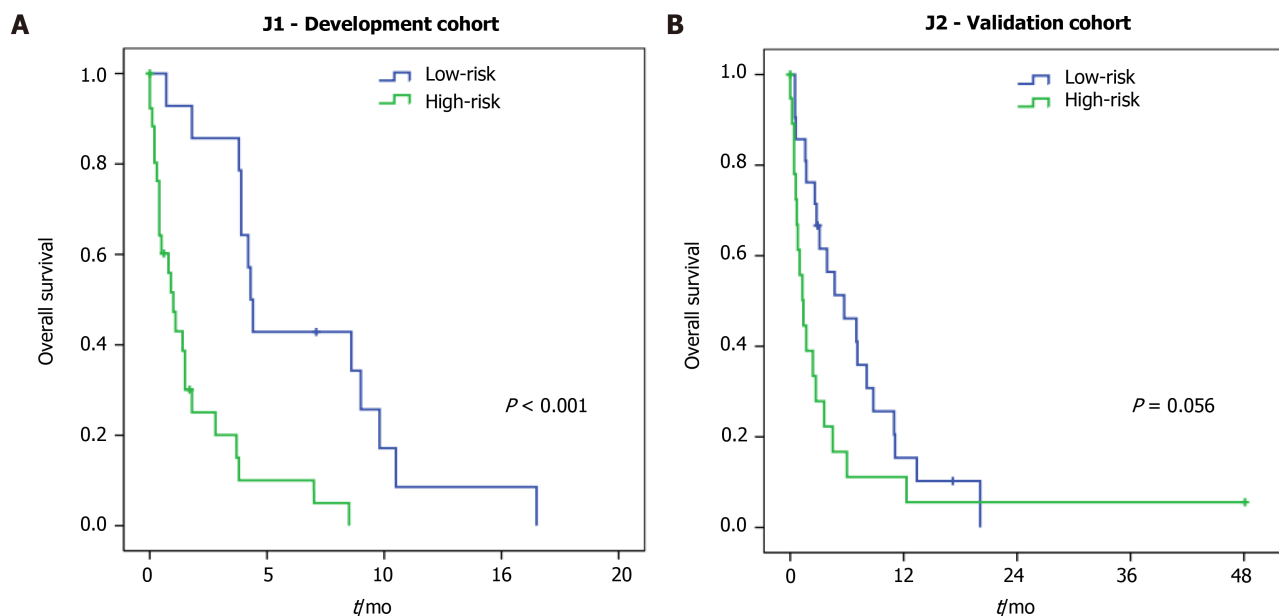 A
J1 - Development cohort
Low-risk
High-risk
1.0
0.8
0.6
0.4
0.2
0.0
Overall survival
P < 0.001
0 5 10 16 20
t/mo
B
J2 - Validation cohort
Low-risk
High-risk
1.0
0.8
0.6
0.4
0.2
0.0
Overall survival
P = 0.056
0 12 24 36 48
t/mo